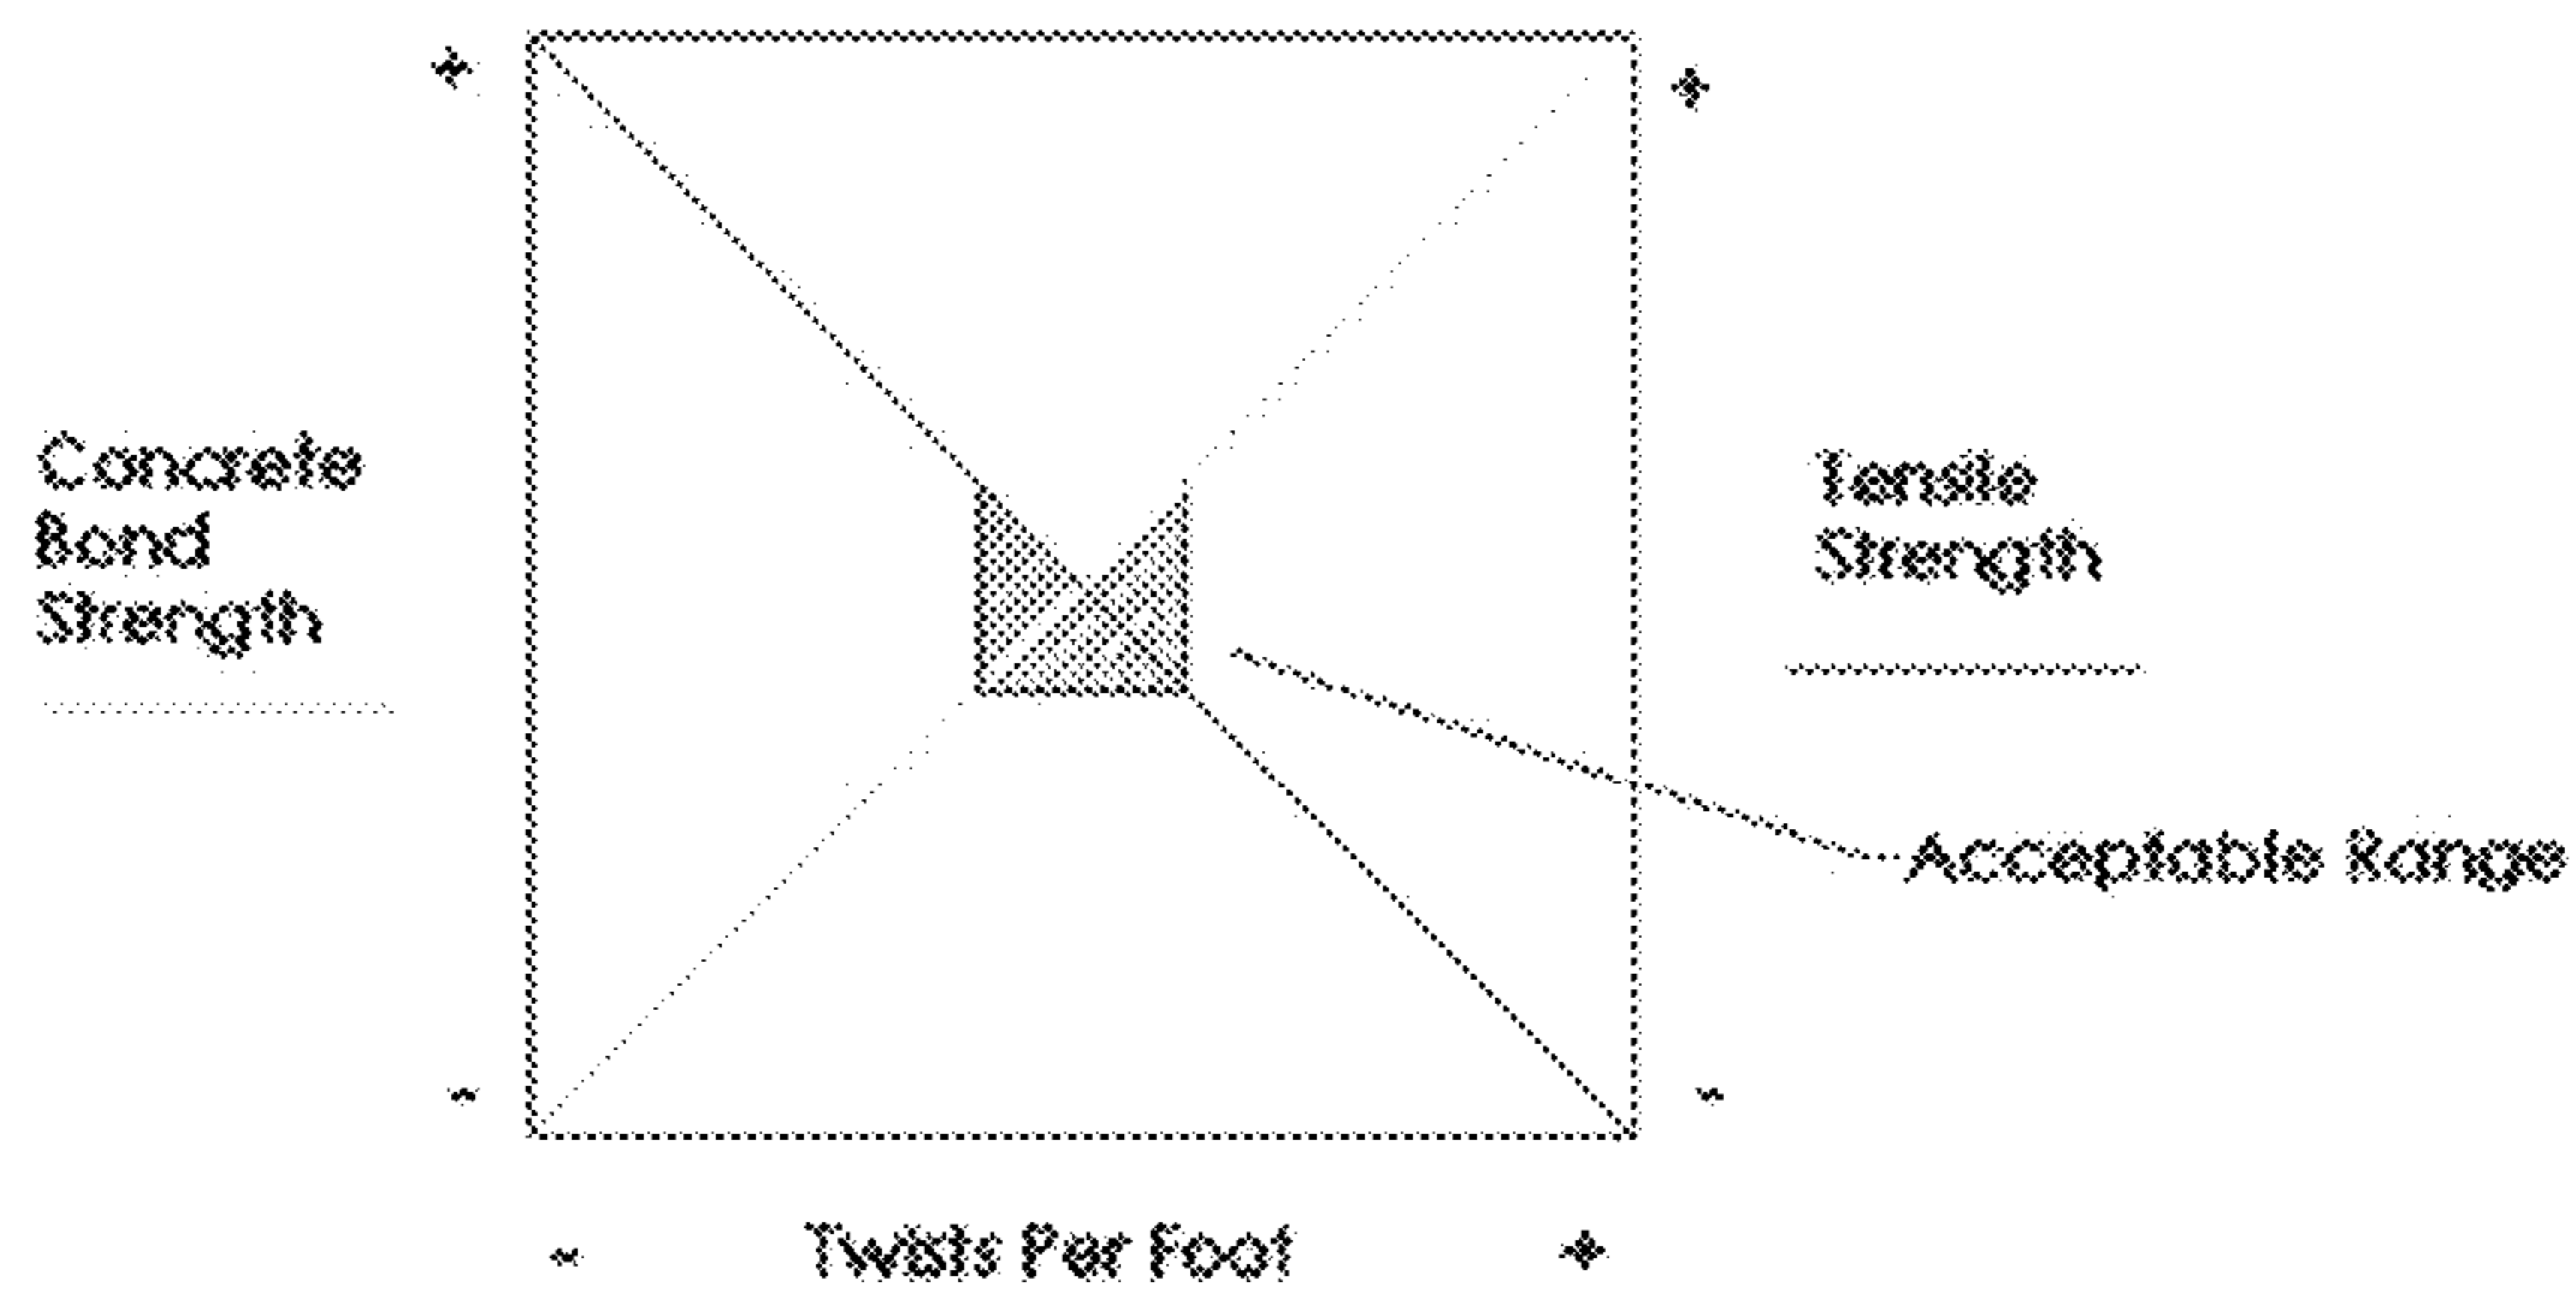 +
+
Concrete
Bond
Strength
Tensile
Strength
Acceptable Range
-
-
- Twists Per Foot +